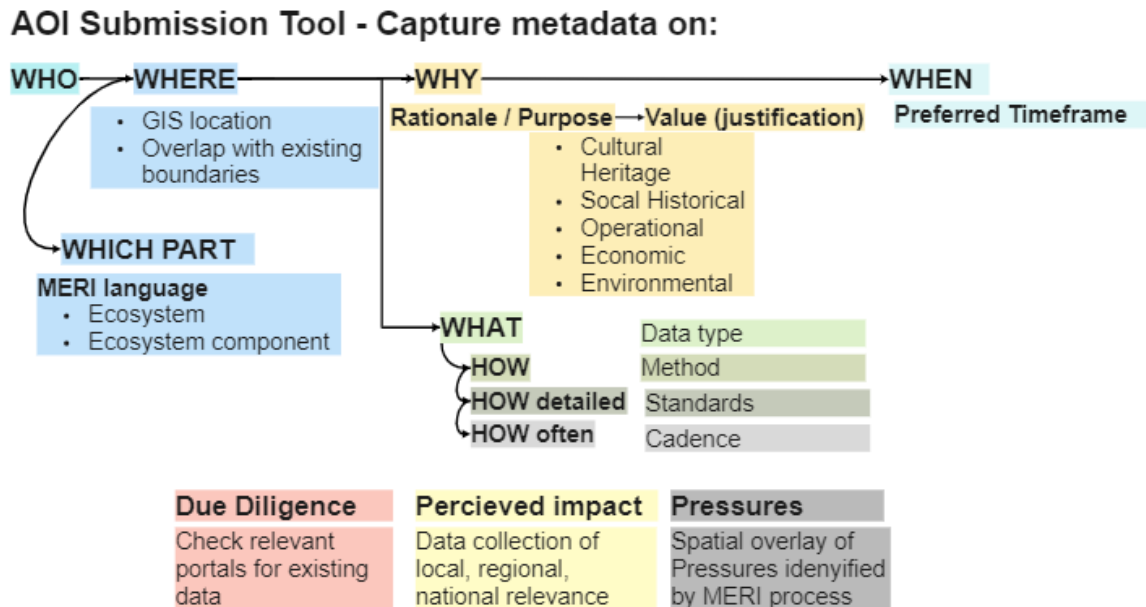 AOI Submission Tool - Capture metadata on:
WHO
WHERE
WHY
WHEN
• GIS location
• Overlap with existing
boundaries
Rationale / Purpose
Value (justification)
• Cultural
Heritage
• Socal Historical
• Operational
• Economic
• Environmental
Preferred Timeframe
WHICH PART
MERI language
• Ecosystem
• Ecosystem component
WHAT
Data type
HOW
Method
HOW detailed
Standards
HOW often
Cadence
Due Diligence
Check relevant
portals for existing
data
Percieved impact
Data collection of
local, regional,
national relevance
Pressures
Spatial overlay of
Pressures idenyified
by MERI process